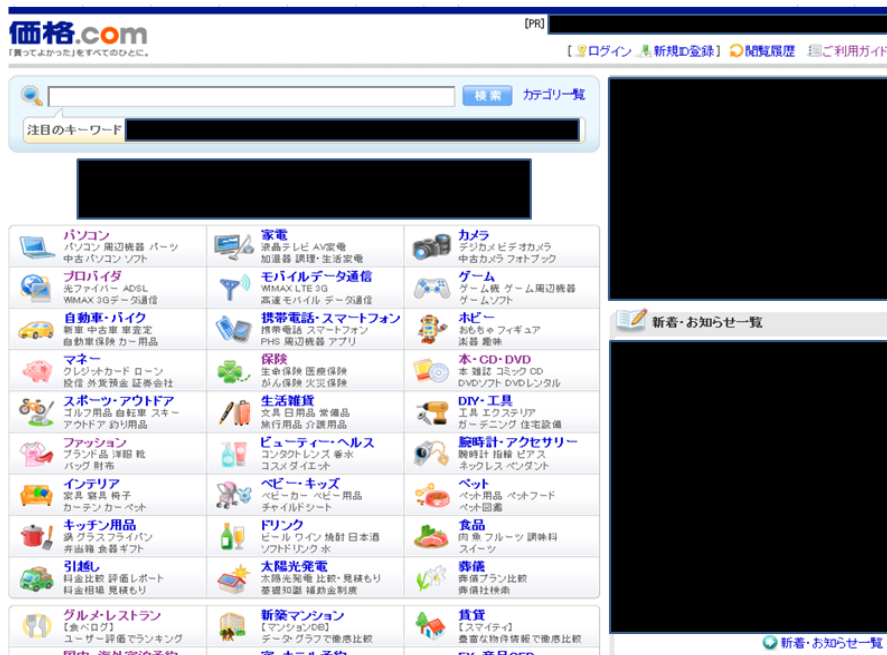 [PR]
価格.com
「買ってよかった」をすべてのひとに。
[ ログイン 新規ID登録 ] 閲覧履歴 ご利用ガイド
検索 カテゴリ一覧
注目のキーワード
パソコン
パソコン 周辺機器 パーツ
中古パソコン ソフト
家電
液晶テレビ AV家電
加湿器 調理・生活家電
カメラ
デジカメ ビデオカメラ
中古カメラ フォトブック
プロバイダ
光ファイバー ADSL
WiMAX 3Gデータ通信
モバイルデータ通信
WiMAX LTE 3G
高速モバイル データ通信
ゲーム
ゲーム機 ゲーム周辺機器
ゲームソフト
自動車・バイク
新車 中古車 車査定
自動車保険 カー用品
携帯電話・スマートフォン
携帯電話 スマートフォン
PHS 周辺機器 アプリ
ホビー
おもちゃ フィギュア
楽器 趣味
マネー
クレジットカード ローン
投信 外貨預金 証券会社
保険
生命保険 医療保険
がん保険 火災保険
本・CD・DVD
本 雑誌 コミック CD
DVDソフト DVDレンタル
スポーツ・アウトドア
ゴルフ用品 自転車 スキー
アウトドア 釣り用品
生活雑貨
文具 日用品 常備品
旅行用品 介護用品
DIY・工具
工具 エクステリア
ガーデニング 住宅設備
ファッション
ブランド品 洋服 靴
バッグ 財布
ビューティー・ヘルス
コンタクトレンズ 香水
コスメ ダイエット
腕時計・アクセサリー
腕時計 指輪 ピアス
ネックレス ペンダント
インテリア
家具 寝具 椅子
カーテン カーペット
ベビー・キッズ
ベビーカー ベビー用品
チャイルドシート
ペット
ペット用品 ペットフード
ペット図鑑
キッチン用品
鍋 グラス フライパン
弁当箱 食器 ギフト
ドリンク
ビール ワイン 焼酎 日本酒
ソフトドリンク 水
食品
肉 魚 フルーツ 調味料
スイーツ
引越し
料金比較 評価レポート
料金相場 見積もり
太陽光発電
太陽光発電 比較・見積もり
基礎知識 補助金制度
葬儀
葬儀プラン比較
葬儀社検索
グルメ・レストラン
【食べログ】
ユーザー評価でランキング
新築マンション
【マンションDB】
データ・グラフで徹底比較
賃貸
【スマイティ】
豊富な物件情報で徹底比較
新着・お知らせ一覧
新着・お知らせ一覧